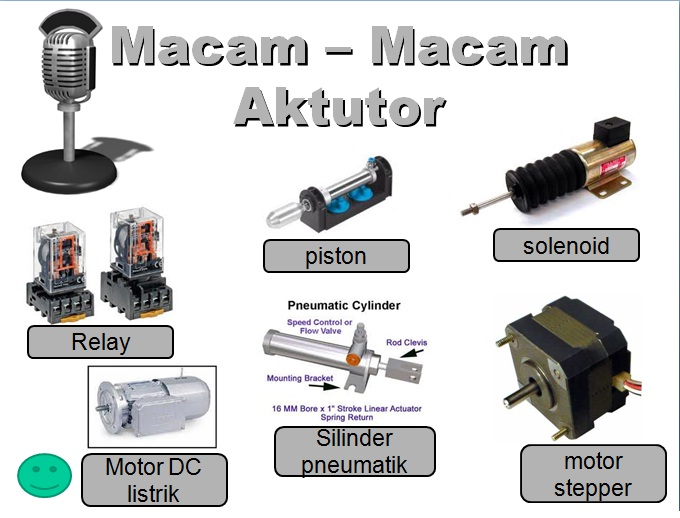 Macam – Macam
Aktutor
piston
solenoid
Relay
Pneumatic Cylinder
Speed Control or
Flow Valve
Rod Clevis
Mounting Bracket
16 MM Bore x 1" Stroke Linear Actuator
Spring Return
Silinder
pneumatik
Motor DC
listrik
motor
stepper